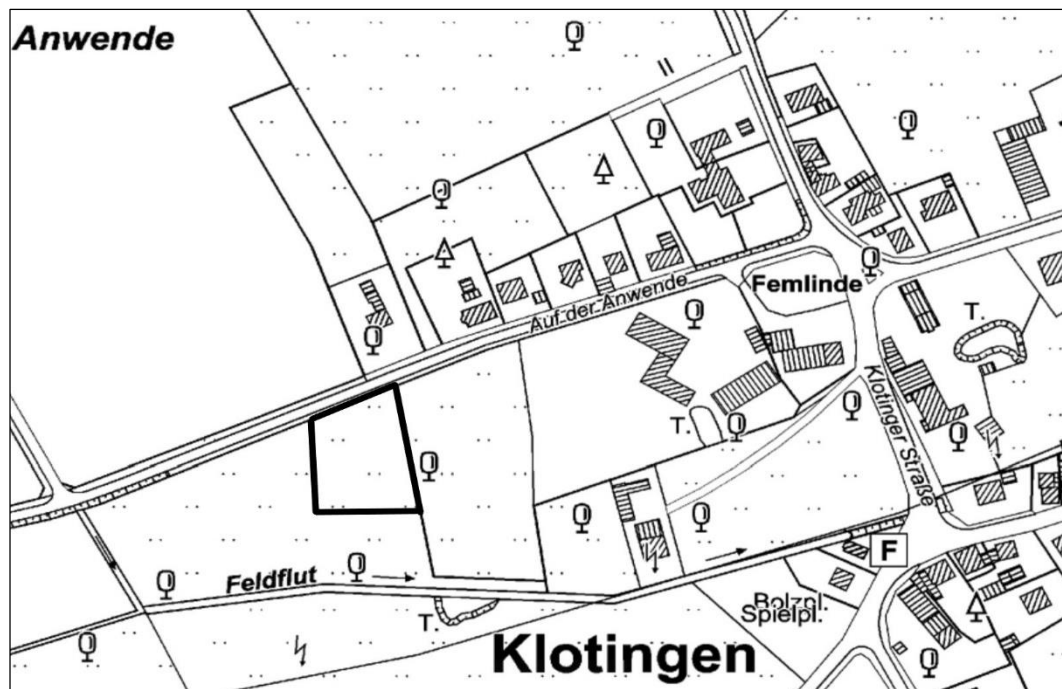 Anwende
Femlinde
Auf der Anwende
T.
Klotinger Straße
T.
F
Feldflut
Bolzpl.
Spielpl.
T.
Klotingen